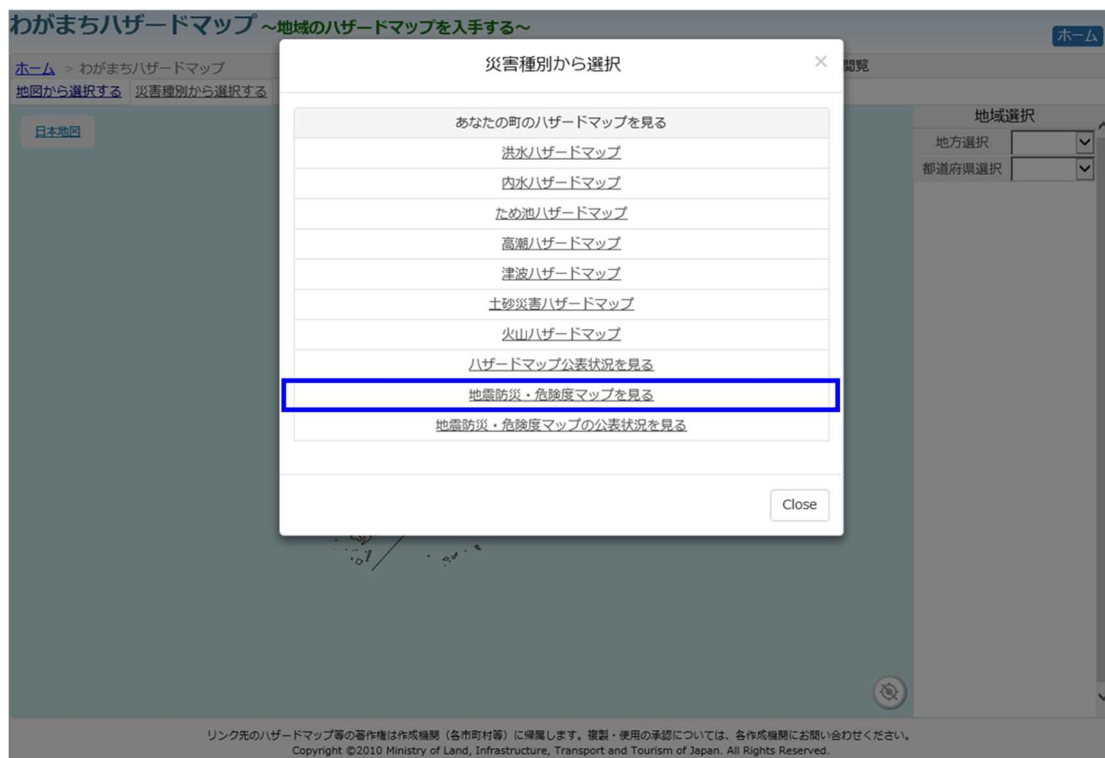 わがまちハザードマップ ～地域のハザードマップを入手する～
ホーム
ホーム > わがまちハザードマップ
閲覧
地図から選択する 災害種別から選択する
日本地図
災害種別から選択
×
あなたの町のハザードマップを見る
洪水ハザードマップ
内水ハザードマップ
ため池ハザードマップ
高潮ハザードマップ
津波ハザードマップ
土砂災害ハザードマップ
火山ハザードマップ
ハザードマップ公表状況を見る
地震防災・危険度マップを見る
地震防災・危険度マップの公表状況を見る
Close
地域選択
地方選択
都道府県選択
リンク先のハザードマップ等の著作権は作成機関（各市町村等）に帰属します。複製・使用の承認については、各作成機関にお問い合わせください。
Copyright ©2010 Ministry of Land, Infrastructure, Transport and Tourism of Japan. All Rights Reserved.